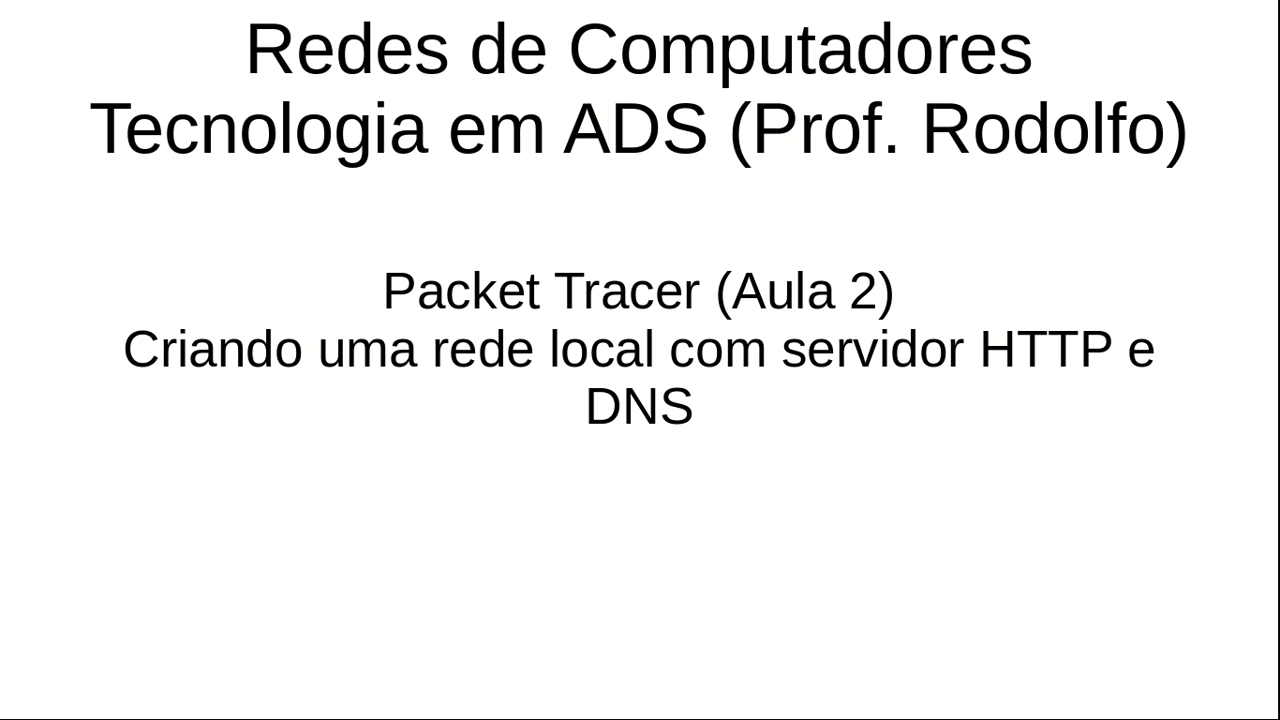 Redes de Computadores
Tecnologia em ADS (Prof. Rodolfo)
Packet Tracer (Aula 2)
Criando uma rede local com servidor HTTP e
DNS